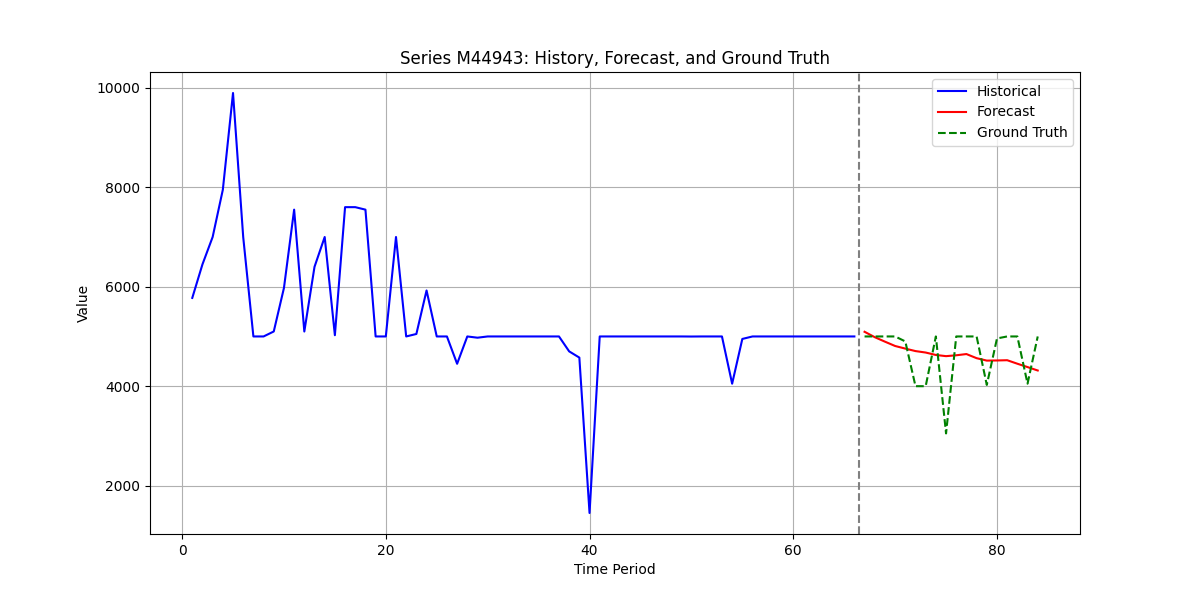 Series M44943: History, Forecast, and Ground Truth
Historical
Forecast
Ground Truth
Value
10000
8000
6000
4000
2000
0
20
40
60
80
Time Period